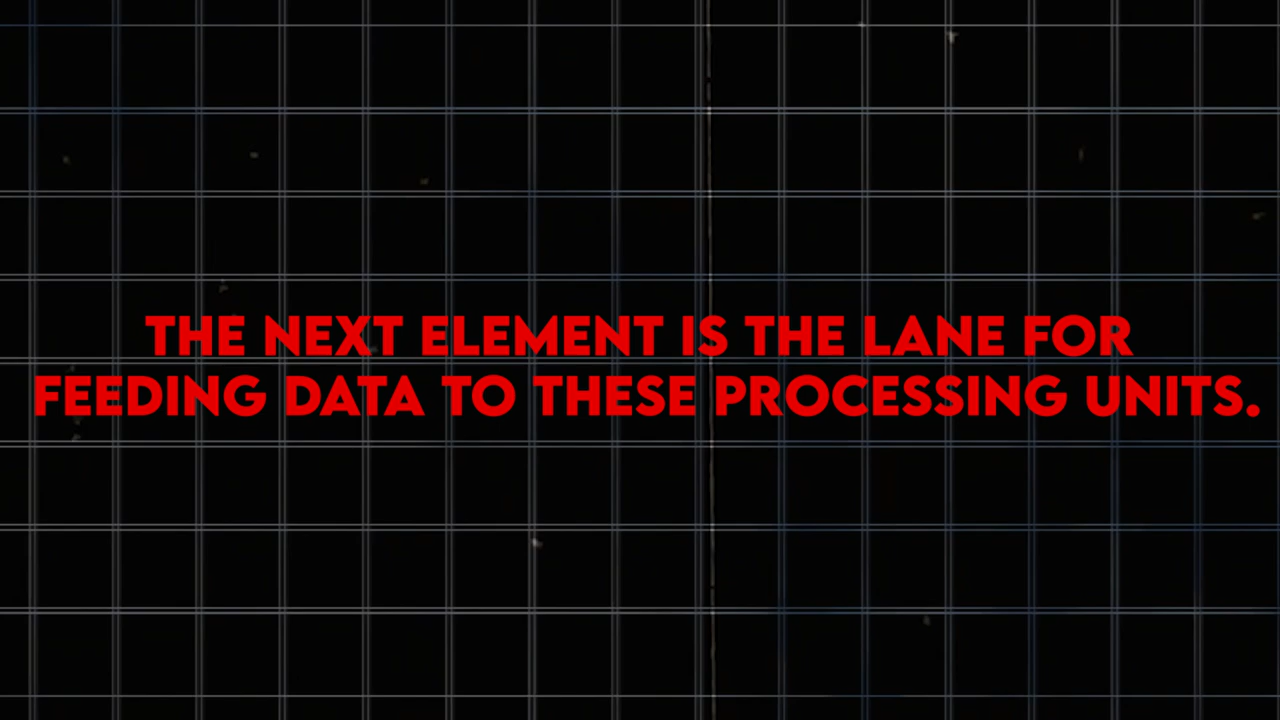 THE NEXT ELEMENT IS THE LANE FOR
FEEDING DATA TO THESE PROCESSING UNITS.